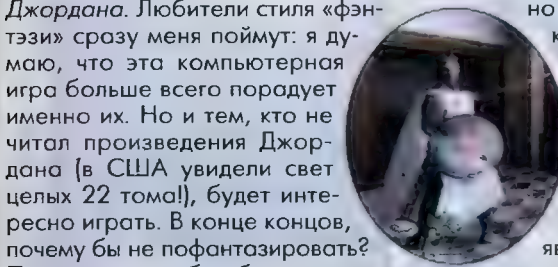 Джордана. Любители стиля «фэн-
тэзи» сразу меня поймут: я ду-
маю, что эта компьютерная
игра больше всего порадует
именно их. Но и тем, кто не
читал произведения Джор-
дана (в США увидели свет
целых 22 тома!), будет инте-
ресно играть. В конце концов,
почему бы не пофантазировать?
но